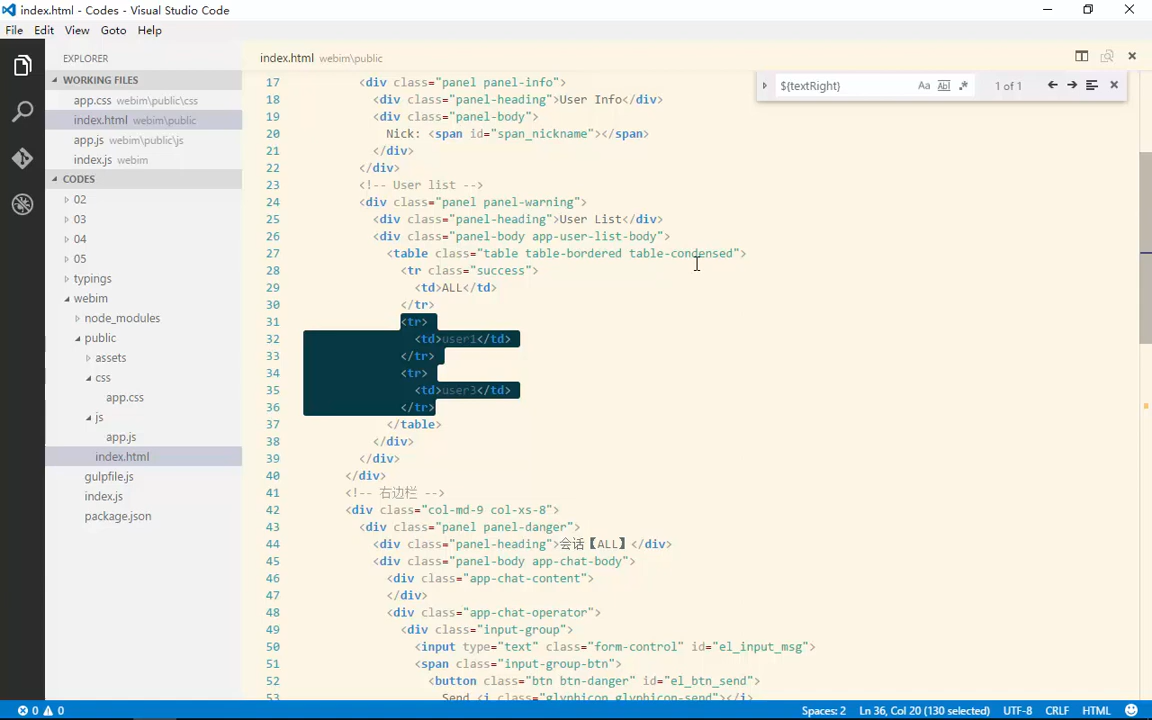 index.html - Codes - Visual Studio Code
File Edit View Goto Help
EXPLORER
WORKING FILES
app.css webim\public\css
index.html webim\public
app.js webim\public\js
index.js webim
CODES
02
03
04
05
typings
webim
node_modules
public
assets
css
app.css
js
app.js
index.html
gulpfile.js
index.js
package.json
index.html webim\public
${textRight} Aa Abl .* 1 of 1
17 <div class="panel panel-info">
18 <div class="panel-heading">User Info</div>
19 <div class="panel-body">
20 Nick: <span id="span_nickname"></span>
21 </div>
22 </div>
23 <!-- User list -->
24 <div class="panel panel-warning">
25 <div class="panel-heading">User List</div>
26 <div class="panel-body app-user-list-body">
27 <table class="table table-bordered table-condensed">
28 <tr class="success">
29 <td>ALL</td>
30 </tr>
31 <tr>
32 <td>user1</td>
33 </tr>
34 <tr>
35 <td>user3</td>
36 </tr>
37 </table>
38 </div>
39 </div>
40 </div>
41 <!-- 右边栏 -->
42 <div class="col-md-9 col-xs-8">
43 <div class="panel panel-danger">
44 <div class="panel-heading">会话【ALL】</div>
45 <div class="panel-body app-chat-body">
46 <div class="app-chat-content">
47 </div>
48 <div class="app-chat-operator">
49 <div class="input-group">
50 <input type="text" class="form-control" id="el_input_msg">
51 <span class="input-group-btn">
52 <button class="btn btn-danger" id="el_btn_send">
53 Send <i class="glyphicon glyphicon-send"></i>
0 0 Spaces: 2 Ln 36, Col 20 (130 selected) UTF-8 CRLF HTML